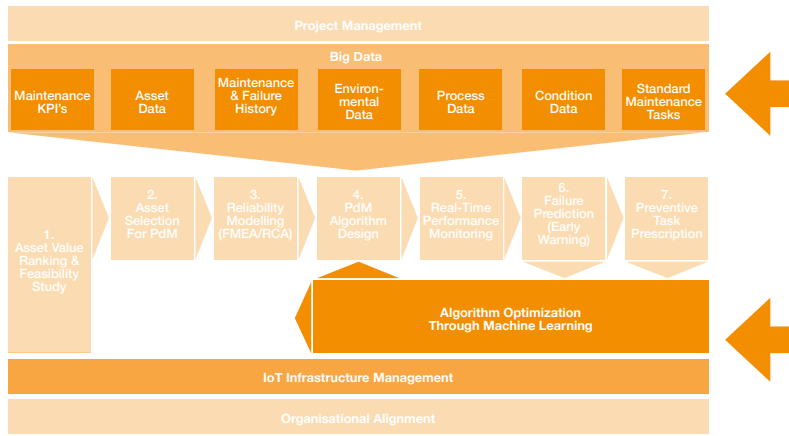 Project Management
Big Data
Maintenance
KPI's
Asset
Data
Maintenance
& Failure
History
Environ-
mental
Data
Process
Data
Condition
Data
Standard
Maintenance
Tasks
1.
Asset Value
Ranking &
Feasibility
Study
2.
Asset
Selection
For PdM
3.
Reliability
Modelling
(FMEA/RCA)
4.
PdM
Algorithm
Design
5.
Real-Time
Performance
Monitoring
6.
Failure
Prediction
(Early
Warning)
7.
Preventive
Task
Prescription
Algorithm Optimization
Through Machine Learning
IoT Infrastructure Management
Organisational Alignment